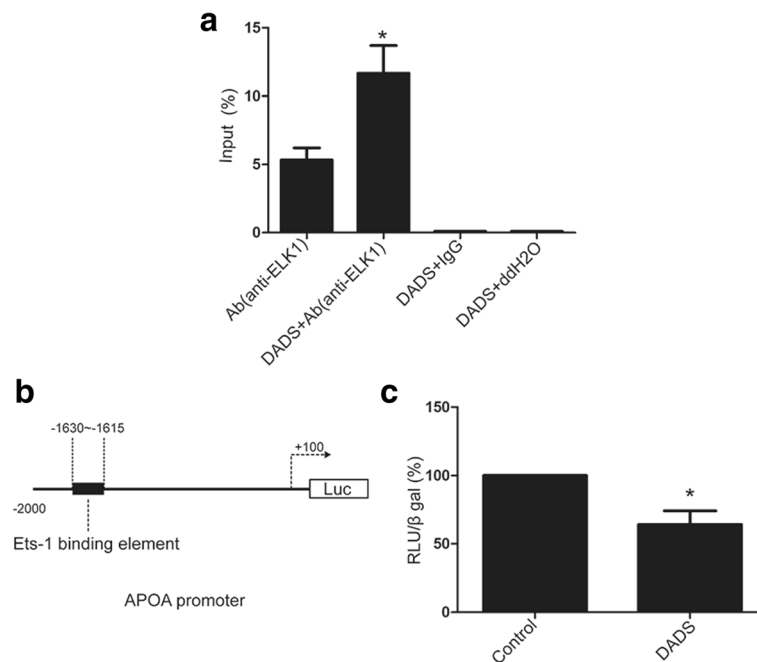 a
15
10
5
0
Input (%)
*
Ab(anti-ELK1)
DADS+Ab(anti-ELK1)
DADS+IgG
DADS+ddH2O
b
-1630~-1615
+100
Luc
-2000
Ets-1 binding element
APOA promoter
c
150
100
50
0
RLU/β gal (%)
*
Control
DADS